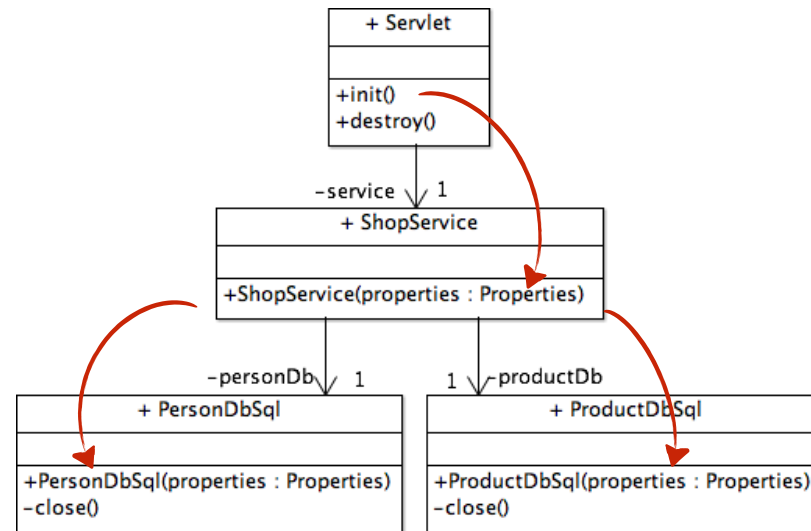 + Servlet
+init()
+destroy()
-service 1
+ ShopService
+ShopService(properties : Properties)
-personDb 1
1 -productDb
+ PersonDbSql
+PersonDbSql(properties : Properties)
-close()
+ ProductDbSql
+ProductDbSql(properties : Properties)
-close()